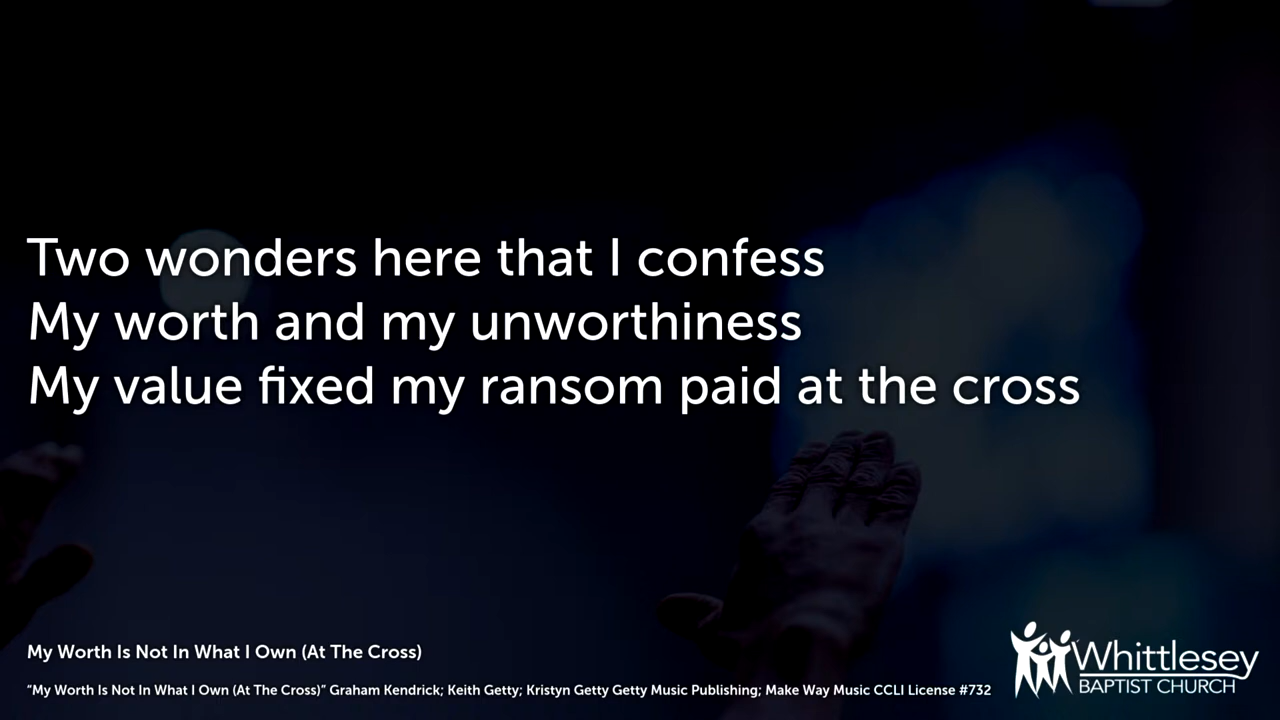 Two wonders here that I confess
My worth and my unworthiness
My value fixed my ransom paid at the cross
My Worth Is Not In What I Own (At The Cross)
“My Worth Is Not In What I Own (At The Cross)” Graham Kendrick; Keith Getty; Kristyn Getty Getty Music Publishing; Make Way Music CCLI License #732
Whittlesey
BAPTIST CHURCH